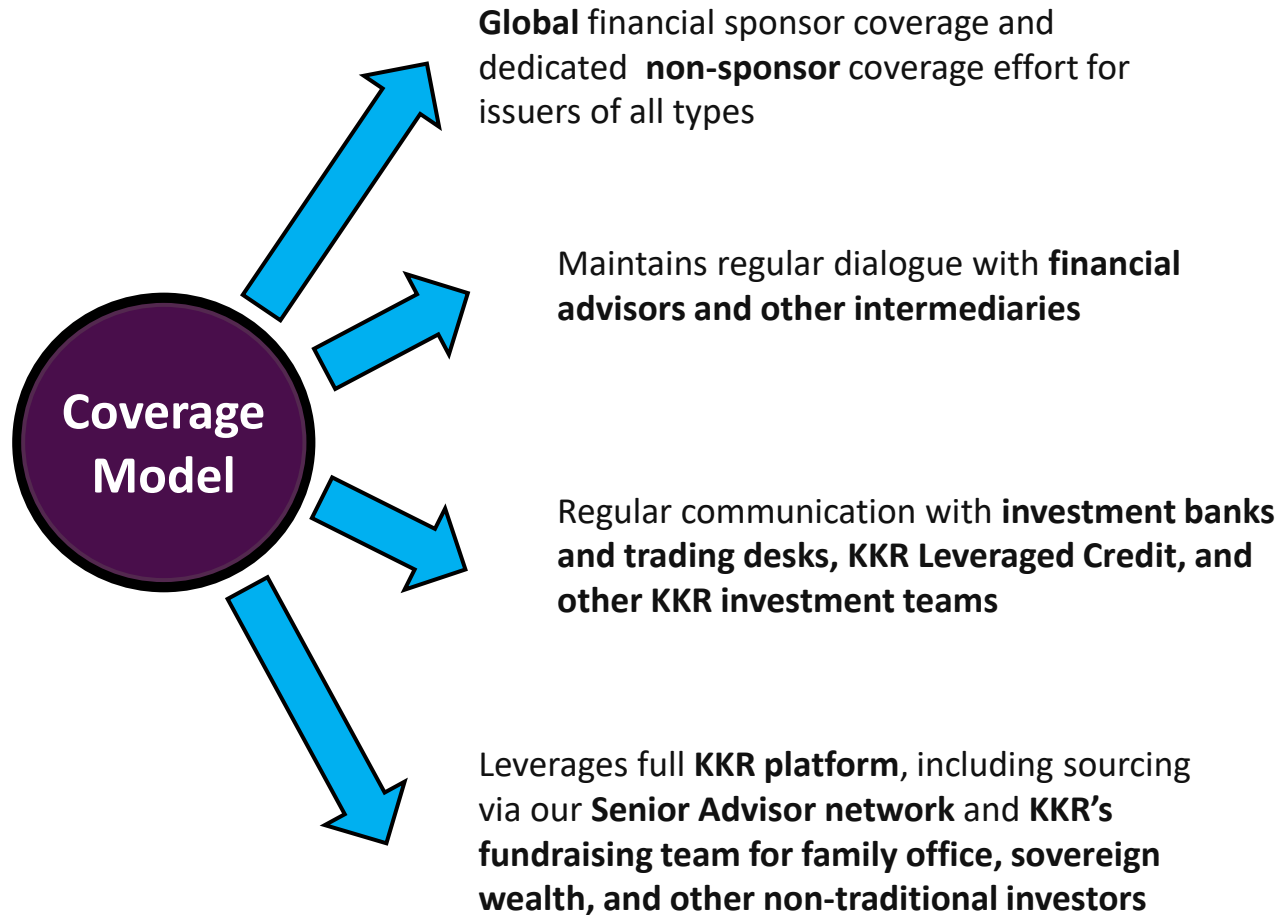 Global financial sponsor coverage and
dedicated  non-sponsor coverage effort for
issuers of all types
Maintains regular dialogue with financial
advisors and other intermediaries
Coverage
Model
Regular communication with investment banks
and trading desks, KKR Leveraged Credit, and
other KKR investment teams
Leverages full KKR platform, including sourcing
via our Senior Advisor network and KKR’s
fundraising team for family office, sovereign
wealth, and other non-traditional investors